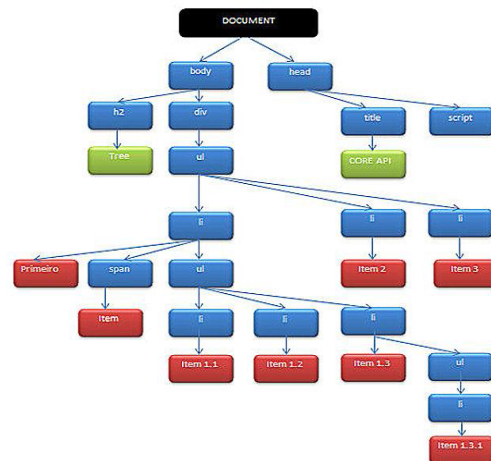 DOCUMENT
body
head
h2
div
title
script
Tree
ul
CORE API
li
li
li
Primeiro
span
ul
Item 2
Item 3
Item
li
li
li
Item 1.1
Item 1.2
Item 1.3
ul
li
Item 1.3.1